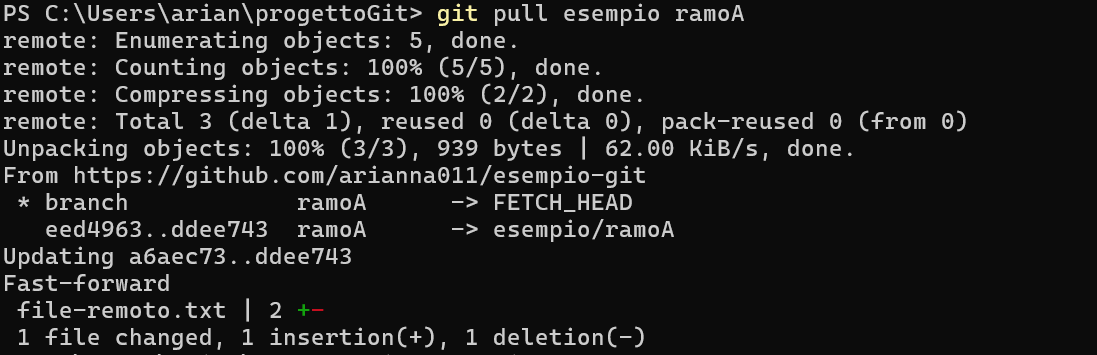 PS C:\Users\arian\progettoGit> git pull esempio ramoA
remote: Enumerating objects: 5, done.
remote: Counting objects: 100% (5/5), done.
remote: Compressing objects: 100% (2/2), done.
remote: Total 3 (delta 1), reused 0 (delta 0), pack-reused 0 (from 0)
Unpacking objects: 100% (3/3), 939 bytes | 62.00 KiB/s, done.
From https://github.com/arianna011/esempio-git
 * branch            ramoA      -> FETCH_HEAD
   eed4963..ddee743  ramoA      -> esempio/ramoA
Updating a6aec73..ddee743
Fast-forward
 file-remoto.txt | 2 +-
 1 file changed, 1 insertion(+), 1 deletion(-)